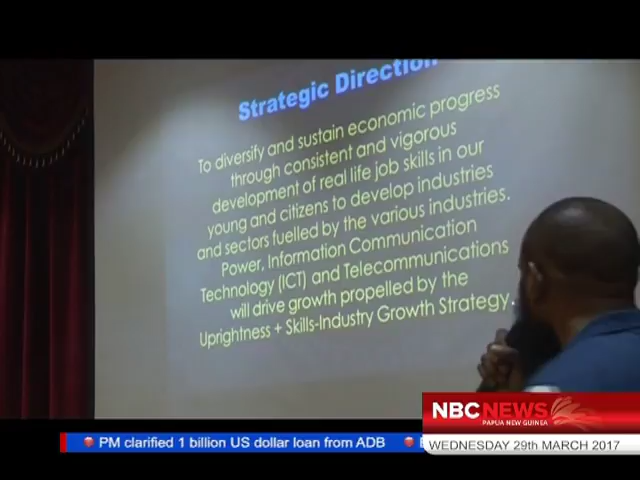 Strategic Direction
To diversify and sustain economic progress
through consistent and vigorous
development of real life job skills in our
young and citizens to develop industries
and sectors fuelled by the various industries.
Power, Information Communication
Technology (ICT) and Telecommunications
will drive growth propelled by the
Uprightness + Skills-Industry Growth Strategy.
NBC NEWS
PAPUA NEW GUINEA
PM clarified 1 billion US dollar loan from ADB
WEDNESDAY 29th MARCH 2017